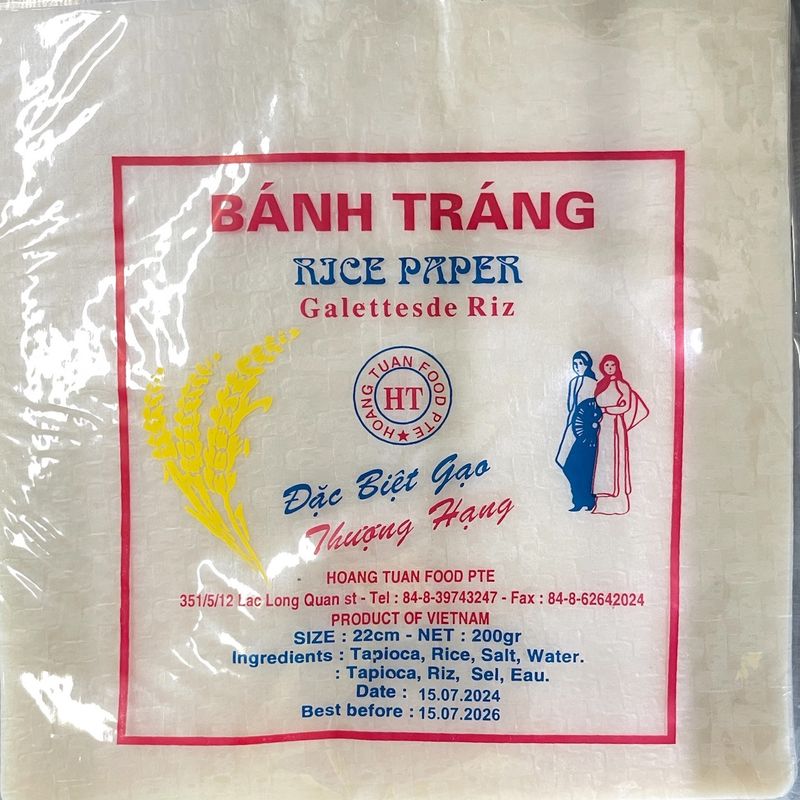 BÁNH TRÁNG
RICE PAPER
Galettesde Riz
HOANG TUAN FOOD PTE ★
HT
Đặc Biệt Gạo
Thượng Hạng
HOANG TUAN FOOD PTE
351/5/12 Lac Long Quan st - Tel : 84-8-39743247 - Fax : 84-8-62642024
PRODUCT OF VIETNAM
SIZE : 22cm - NET : 200gr
Ingredients : Tapioca, Rice, Salt, Water.
: Tapioca, Riz, Sel, Eau.
Date : 15.07.2024
Best before : 15.07.2026